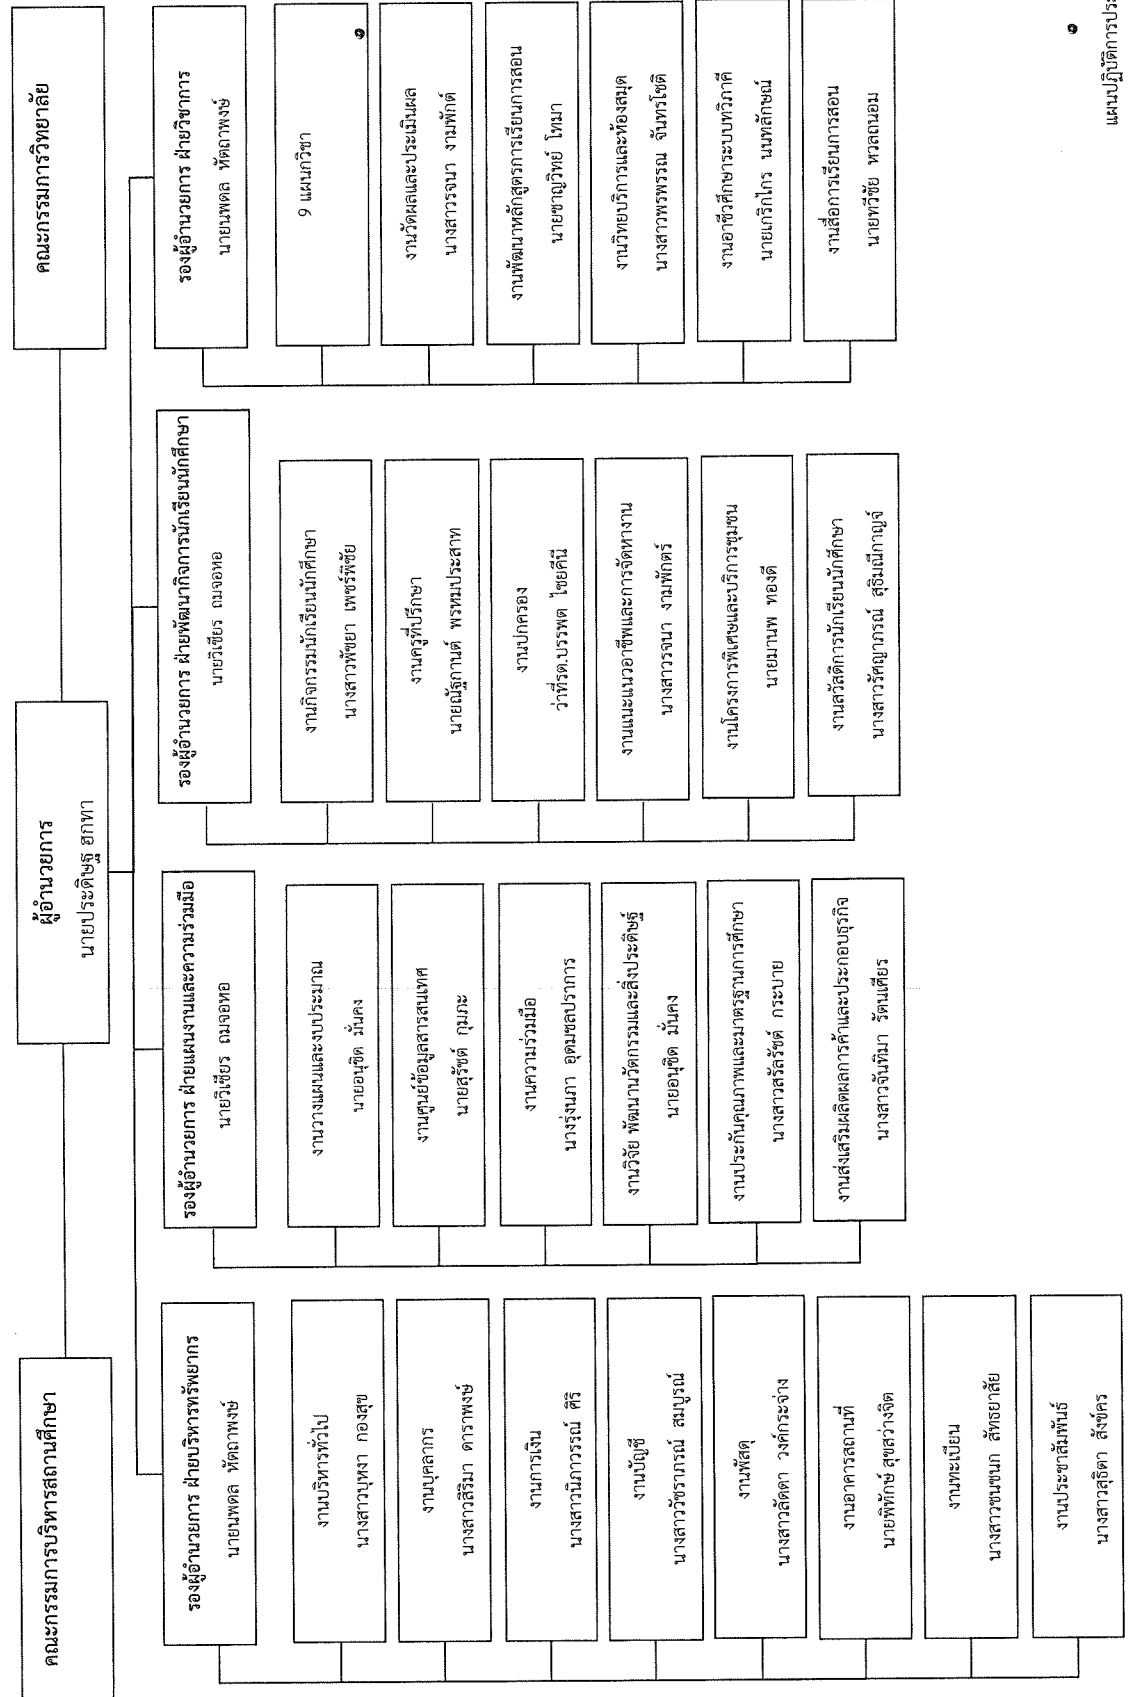 คณะกรรมการบริหารสถานศึกษา
ผู้อำนวยการ
นายประดิษฐ ฮกทา
คณะกรรมการวิทยาลัย
รองผู้อำนวยการ ฝ่ายบริหารทรัพยากร
นายนพดล หัตถาพงษ์
งานบริหารทั่วไป
นางสาวบุหงา กองสุข
งานบุคลากร
นางสาวสิริมา ดาราพงษ์
งานการเงิน
นางสาวนิภาวรรณ์ ศิริ
งานบัญชี
นางสาววัชราภรณ์ สมบูรณ์
งานพัสดุ
นางสาวลัดดา วงค์กระจ่าง
งานอาคารสถานที่
นายพิทักษ์ สุขสว่างจิต
งานทะเบียน
นางสาวชนชนก สัทธยาสัย
งานประชาสัมพันธ์
นางสาวสุธิตา สังข์คร
รองผู้อำนวยการ ฝ่ายแผนงานและความร่วมมือ
นายวิเชียร ถมจอหอ
งานวางแผนและงบประมาณ
นายอนุชิด มั่นคง
งานศูนย์ข้อมูลสารสนเทศ
นายสุรัชต์ กุมภะ
งานความร่วมมือ
นางรุ่งนภา อุดมชลปราการ
งานวิจัย พัฒนานวัตกรรมและสิ่งประดิษฐ์
นายอนุชิด มั่นคง
งานประกันคุณภาพและมาตรฐานการศึกษา
นางสาวสรัลรัชต์ กระบาย
งานส่งเสริมผลิตผลการค้าและประกอบธุรกิจ
นางสาวจันทิมา รัตนเศียร
รองผู้อำนวยการ ฝ่ายพัฒนากิจการนักเรียนนักศึกษา
นายวิเชียร ถมจอหอ
งานกิจกรรมนักเรียนนักศึกษา
นางสาวพัชยา เพชร์พิชัย
งานครูที่ปรึกษา
นายณัฐกานต์ พรหมประสาท
งานปกครอง
ว่าที่รต.บรรพต ไชยคีนี
งานแนะแนวอาชีพและการจัดหางาน
นางสาวรจนา งามพักตร์
งานโครงการพิเศษและบริการชุมชน
นายมานพ ทองดี
งานสวัสดิการนักเรียนนักศึกษา
นางสาวรัศญาภรณ์ สุธิมณีกาญจ์
รองผู้อำนวยการ ฝ่ายวิชาการ
นายนพดล หัตถาพงษ์
9 แผนกวิชา
งานวัดผลและประเมินผล
นางสาวรจนา งามพักต์
งานพัฒนาหลักสูตรการเรียนการสอน
นายชาญวิทย์ โทมา
งานวิทยบริการและห้องสมุด
นางสาวพรพรรณ จันทรโชติ
งานอาชีวศึกษาระบบทวิภาคี
นายเกริกไกร นนทลักษณ์
งานสื่อการเรียนการสอน
นายทวีชัย หวลถนอม
แผนปฏิบัติการประ